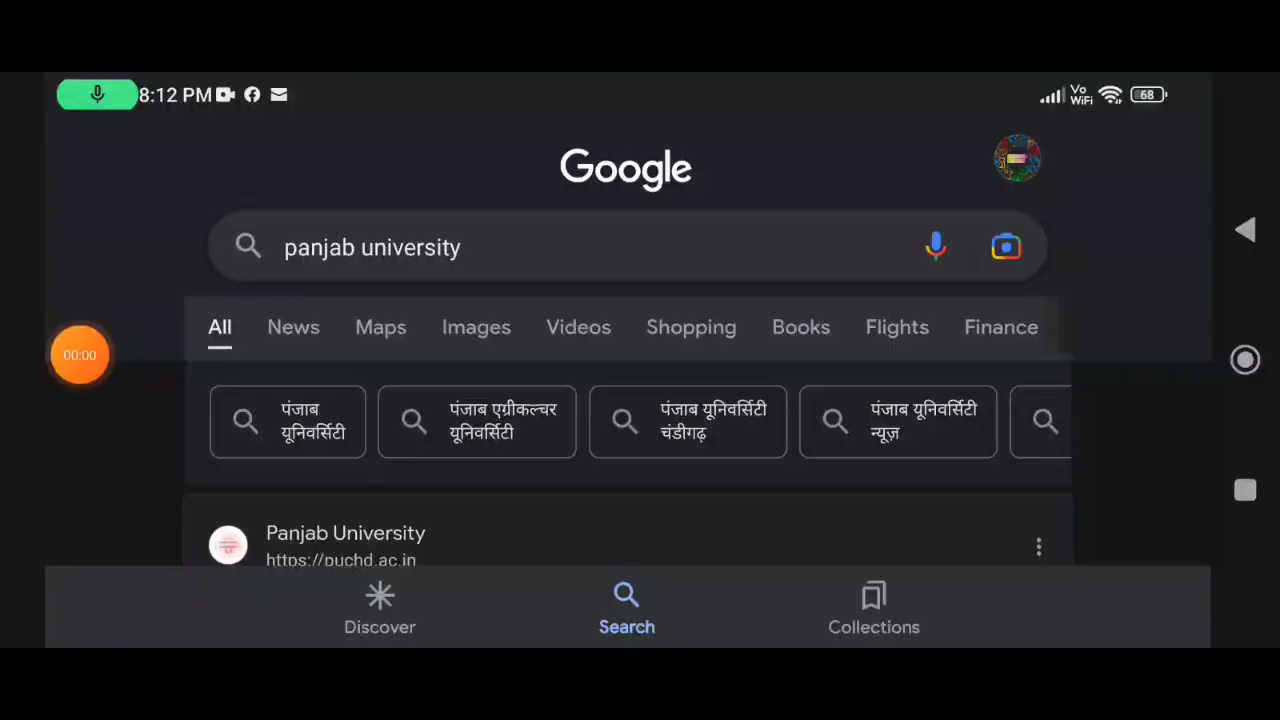 8:12 PM
Vo
WiFi
68
Google
panjab university
All News Maps Images Videos Shopping Books Flights Finance
00:00
पंजाब
यूनिवर्सिटी
पंजाब एग्रीकल्चर
यूनिवर्सिटी
पंजाब यूनिवर्सिटी
चंडीगढ़
पंजाब यूनिवर्सिटी
न्यूज़
Panjab University
https://puchd.ac.in
Discover Search Collections